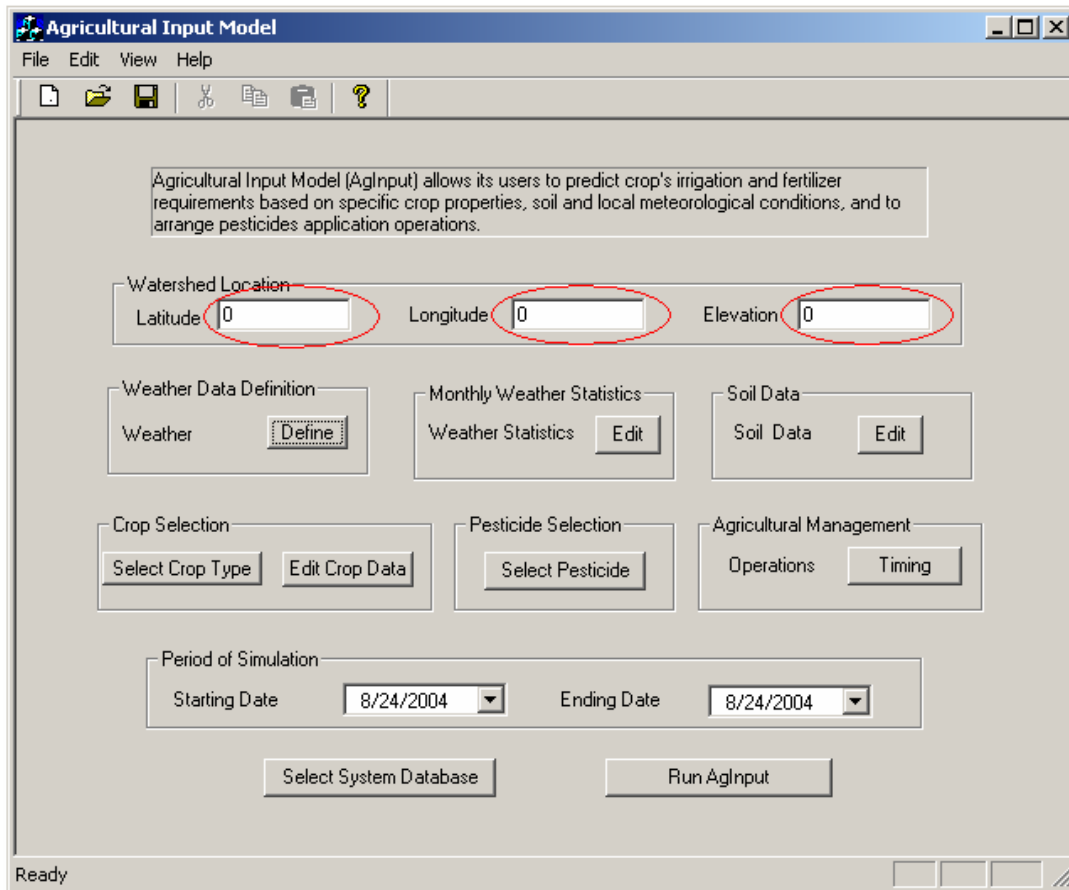 Agricultural Input Model
File Edit View Help
Agricultural Input Model (AgInput) allows its users to predict crop's irrigation and fertilizer
requirements based on specific crop properties, soil and local meteorological conditions, and to
arrange pesticides application operations.
Watershed Location
Latitude 0 Longitude 0 Elevation 0
Weather Data Definition Monthly Weather Statistics Soil Data
Weather Define Weather Statistics Edit Soil Data Edit
Crop Selection Pesticide Selection Agricultural Management
Select Crop Type Edit Crop Data Select Pesticide Operations Timing
Period of Simulation
Starting Date 8/24/2004 Ending Date 8/24/2004
Select System Database Run AgInput
Ready